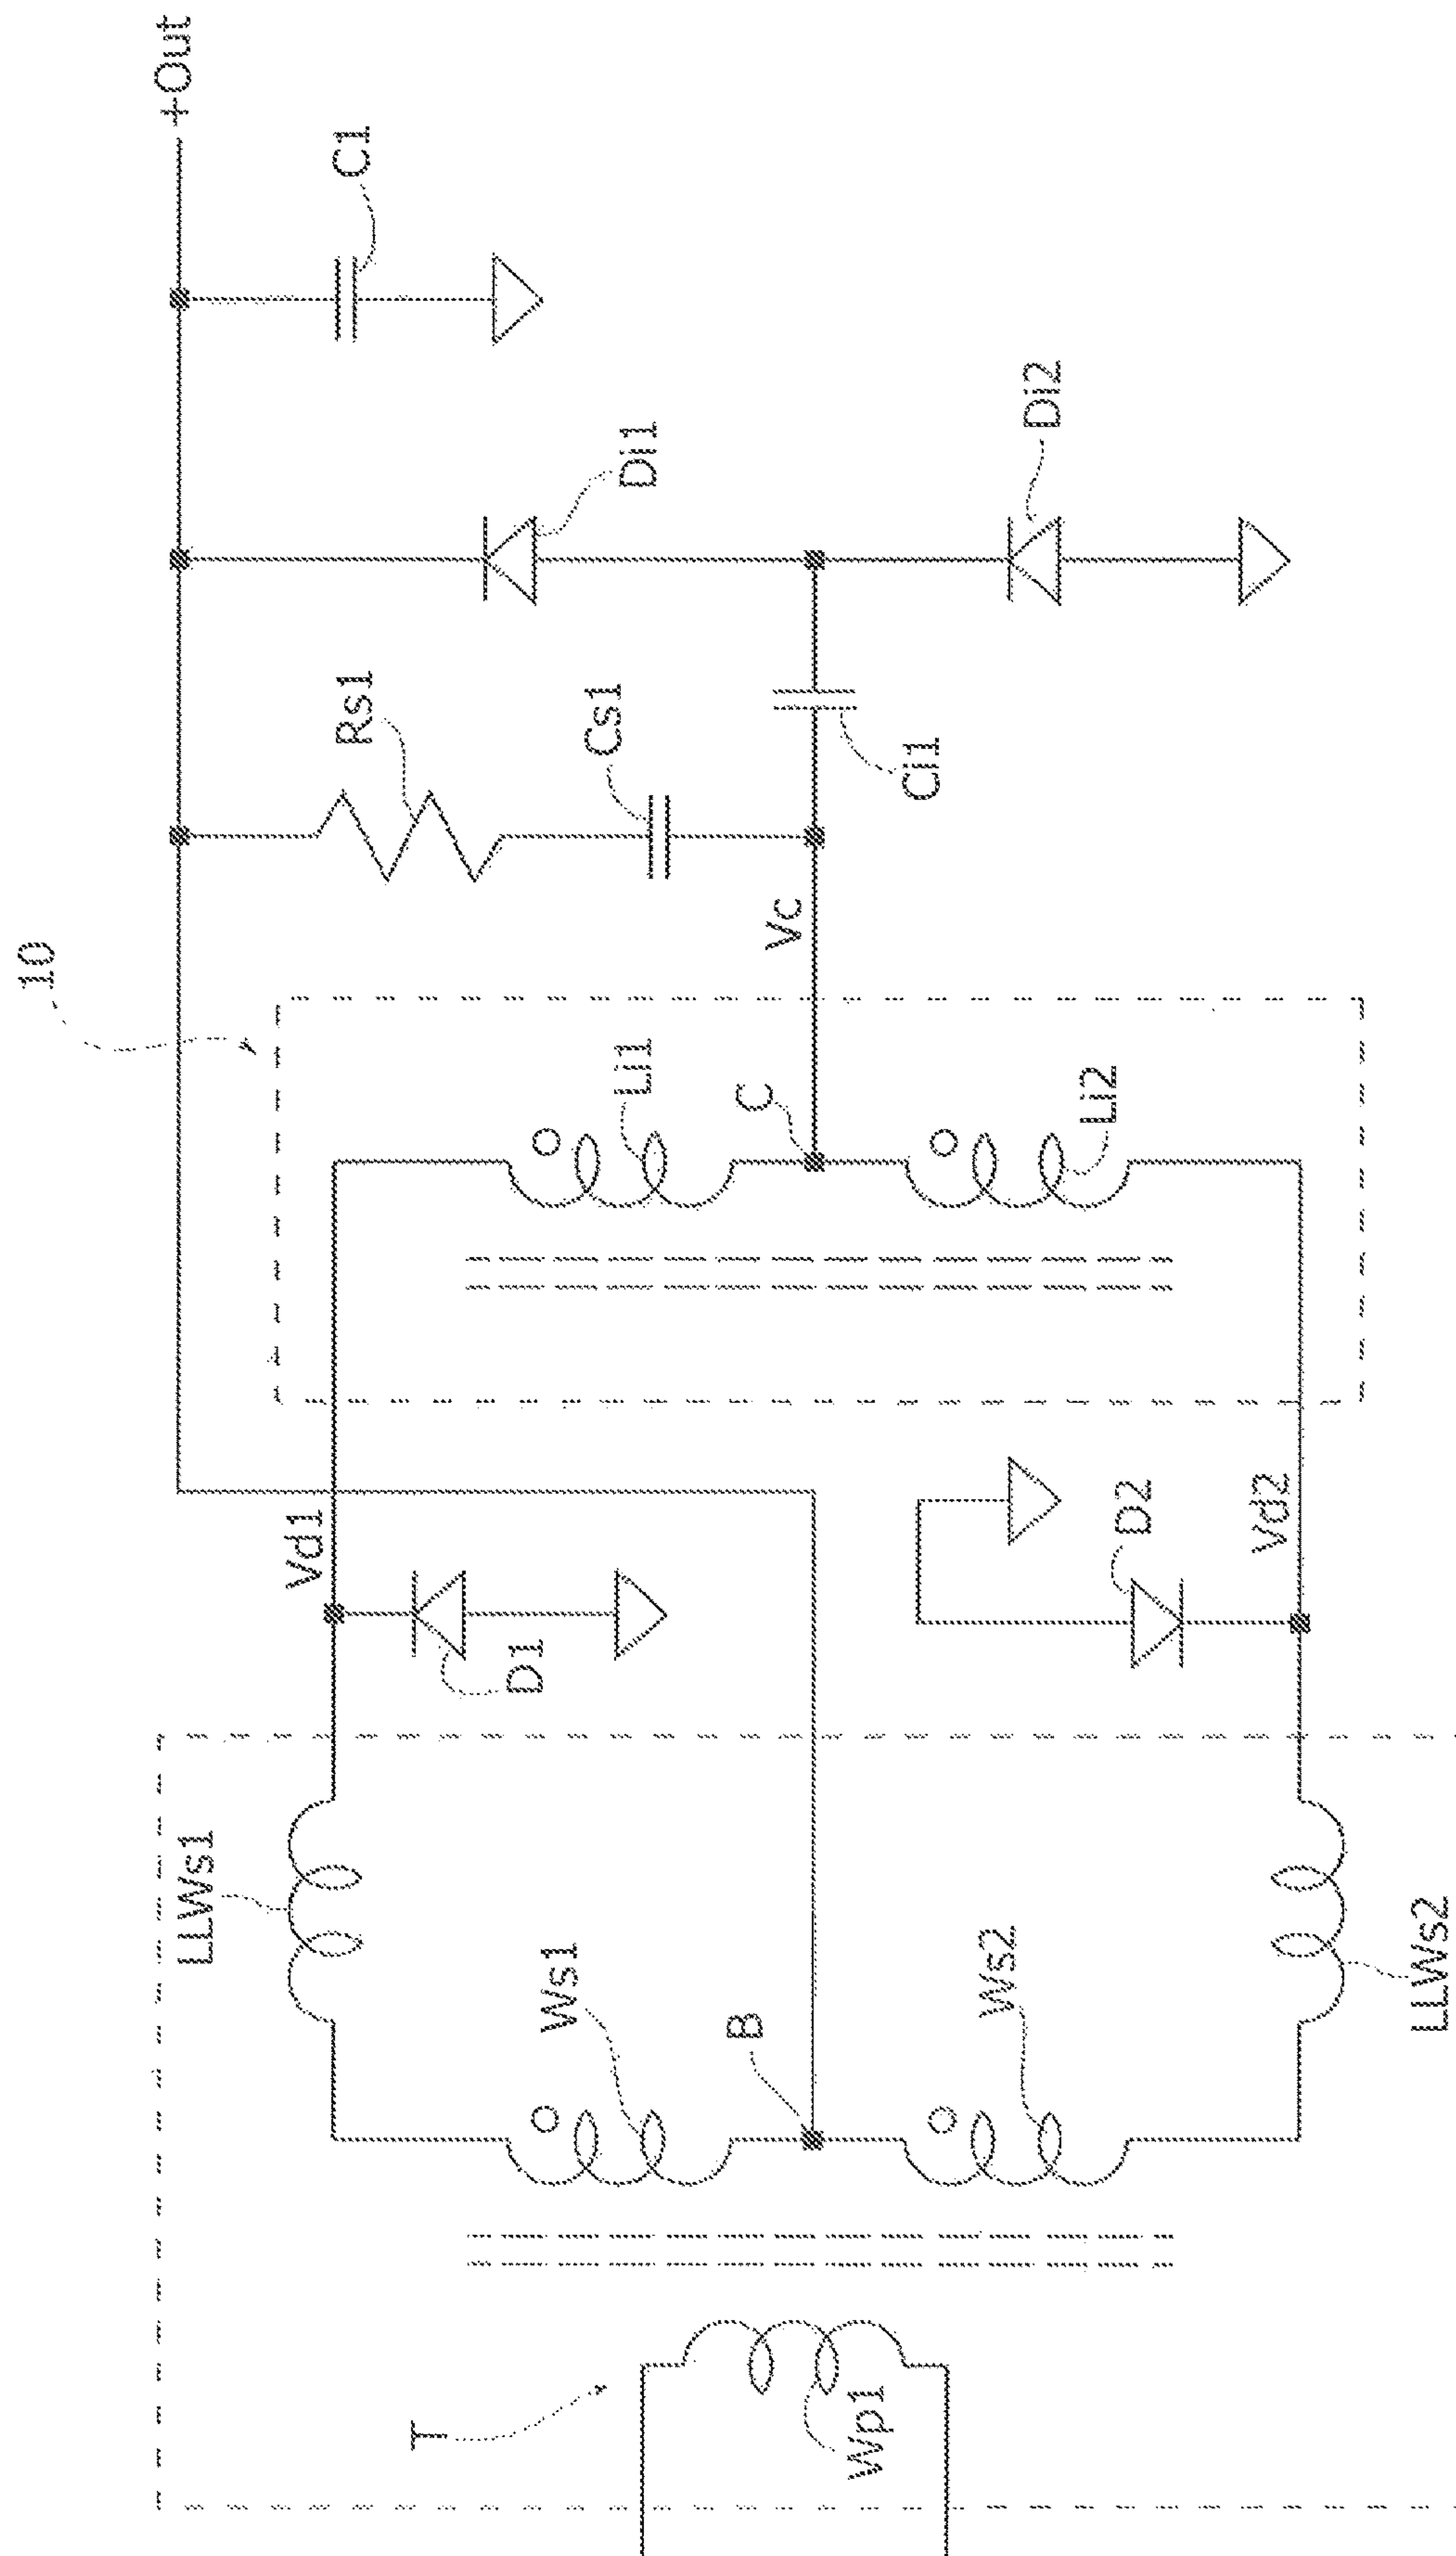 +Out
C1
Di1
Di2
Rs1
Cs1
Ci1
Vc
10
Li1
C
Li2
Vd1
D1
D2
Vd2
LLWs1
Ws1
B
Ws2
LLWs2
T
Wp1